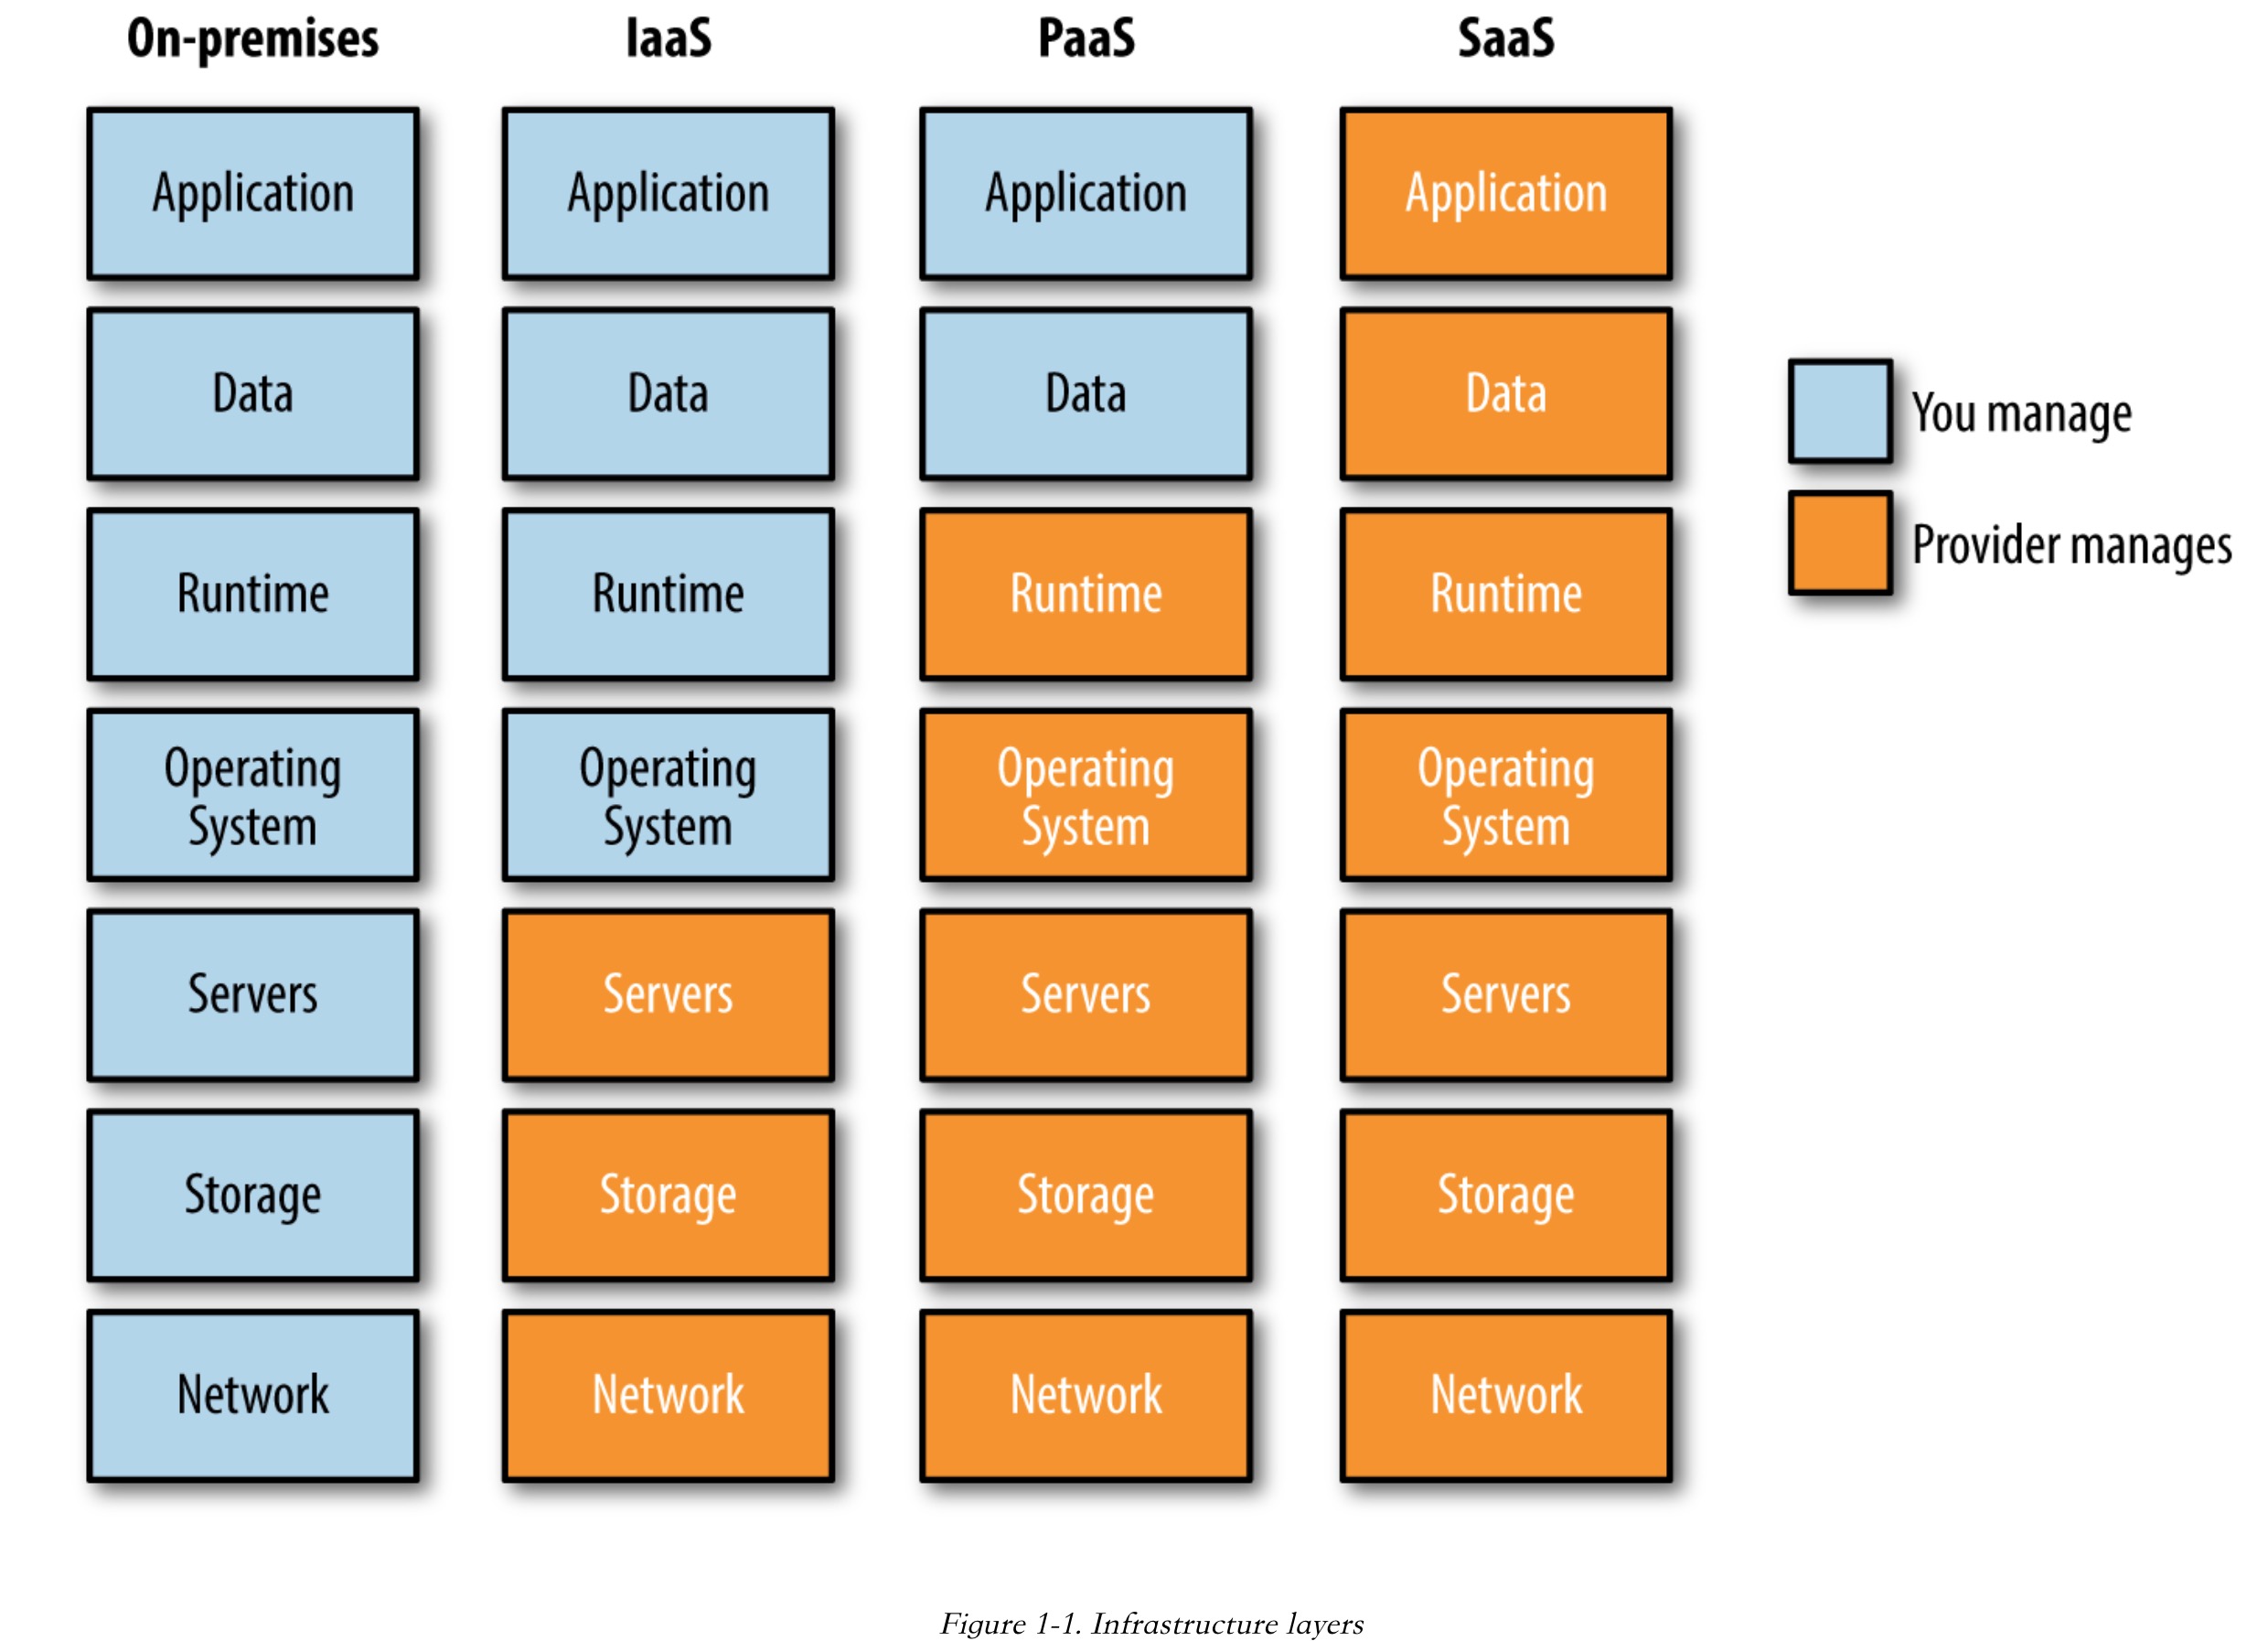 On-premises
IaaS
PaaS
SaaS
Application
Application
Application
Application
Data
Data
Data
Data
You manage
Runtime
Runtime
Runtime
Runtime
Provider manages
Operating
System
Operating
System
Operating
System
Operating
System
Servers
Servers
Servers
Servers
Storage
Storage
Storage
Storage
Network
Network
Network
Network
Figure 1-1. Infrastructure layers